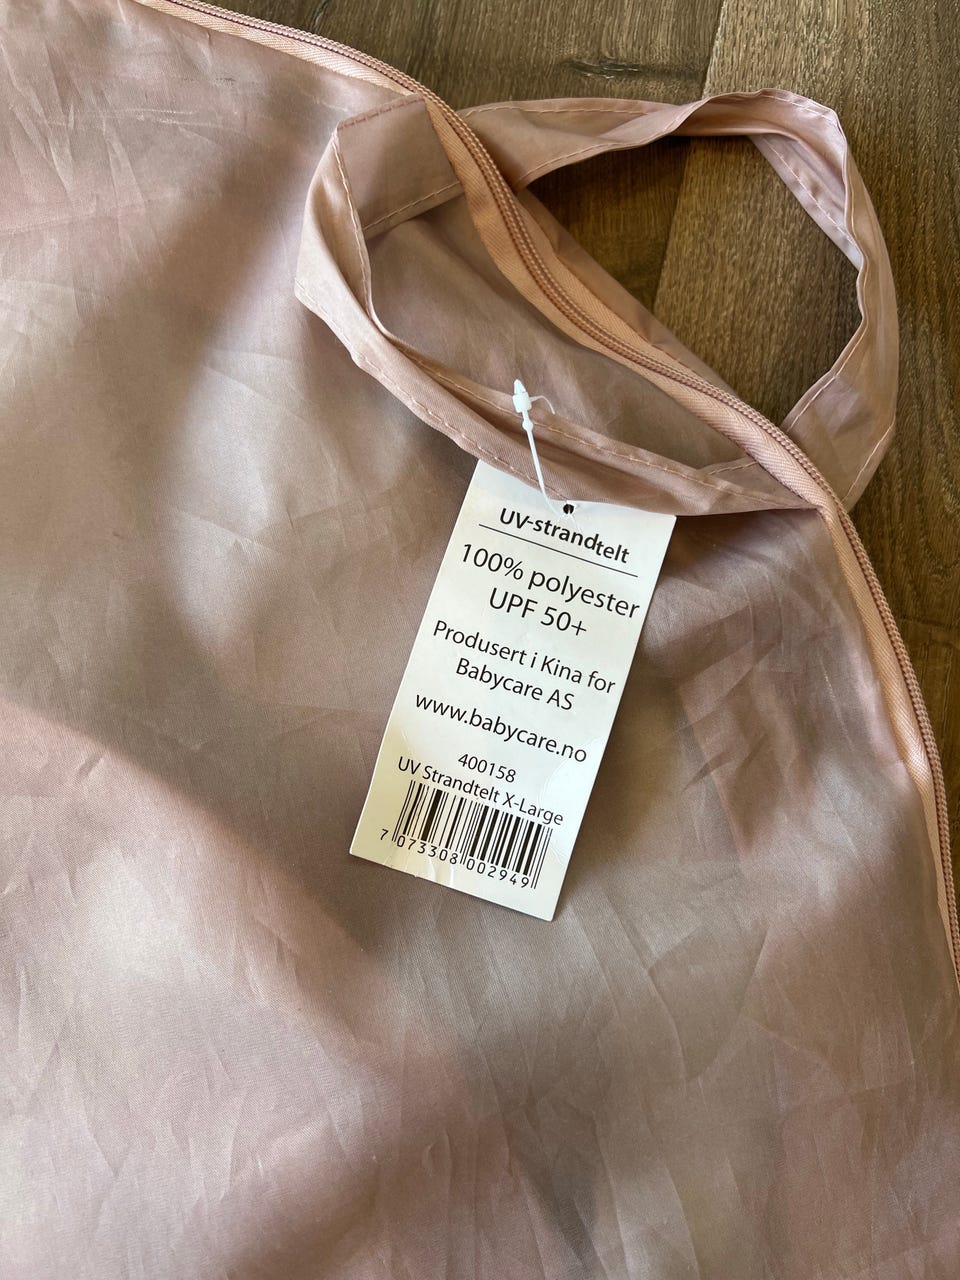 UV-strandtelt
100% polyester
UPF 50+
Produsert i Kina for
Babycare AS
www.babycare.no
400158
UV Strandtelt X-Large
7 073308 002949